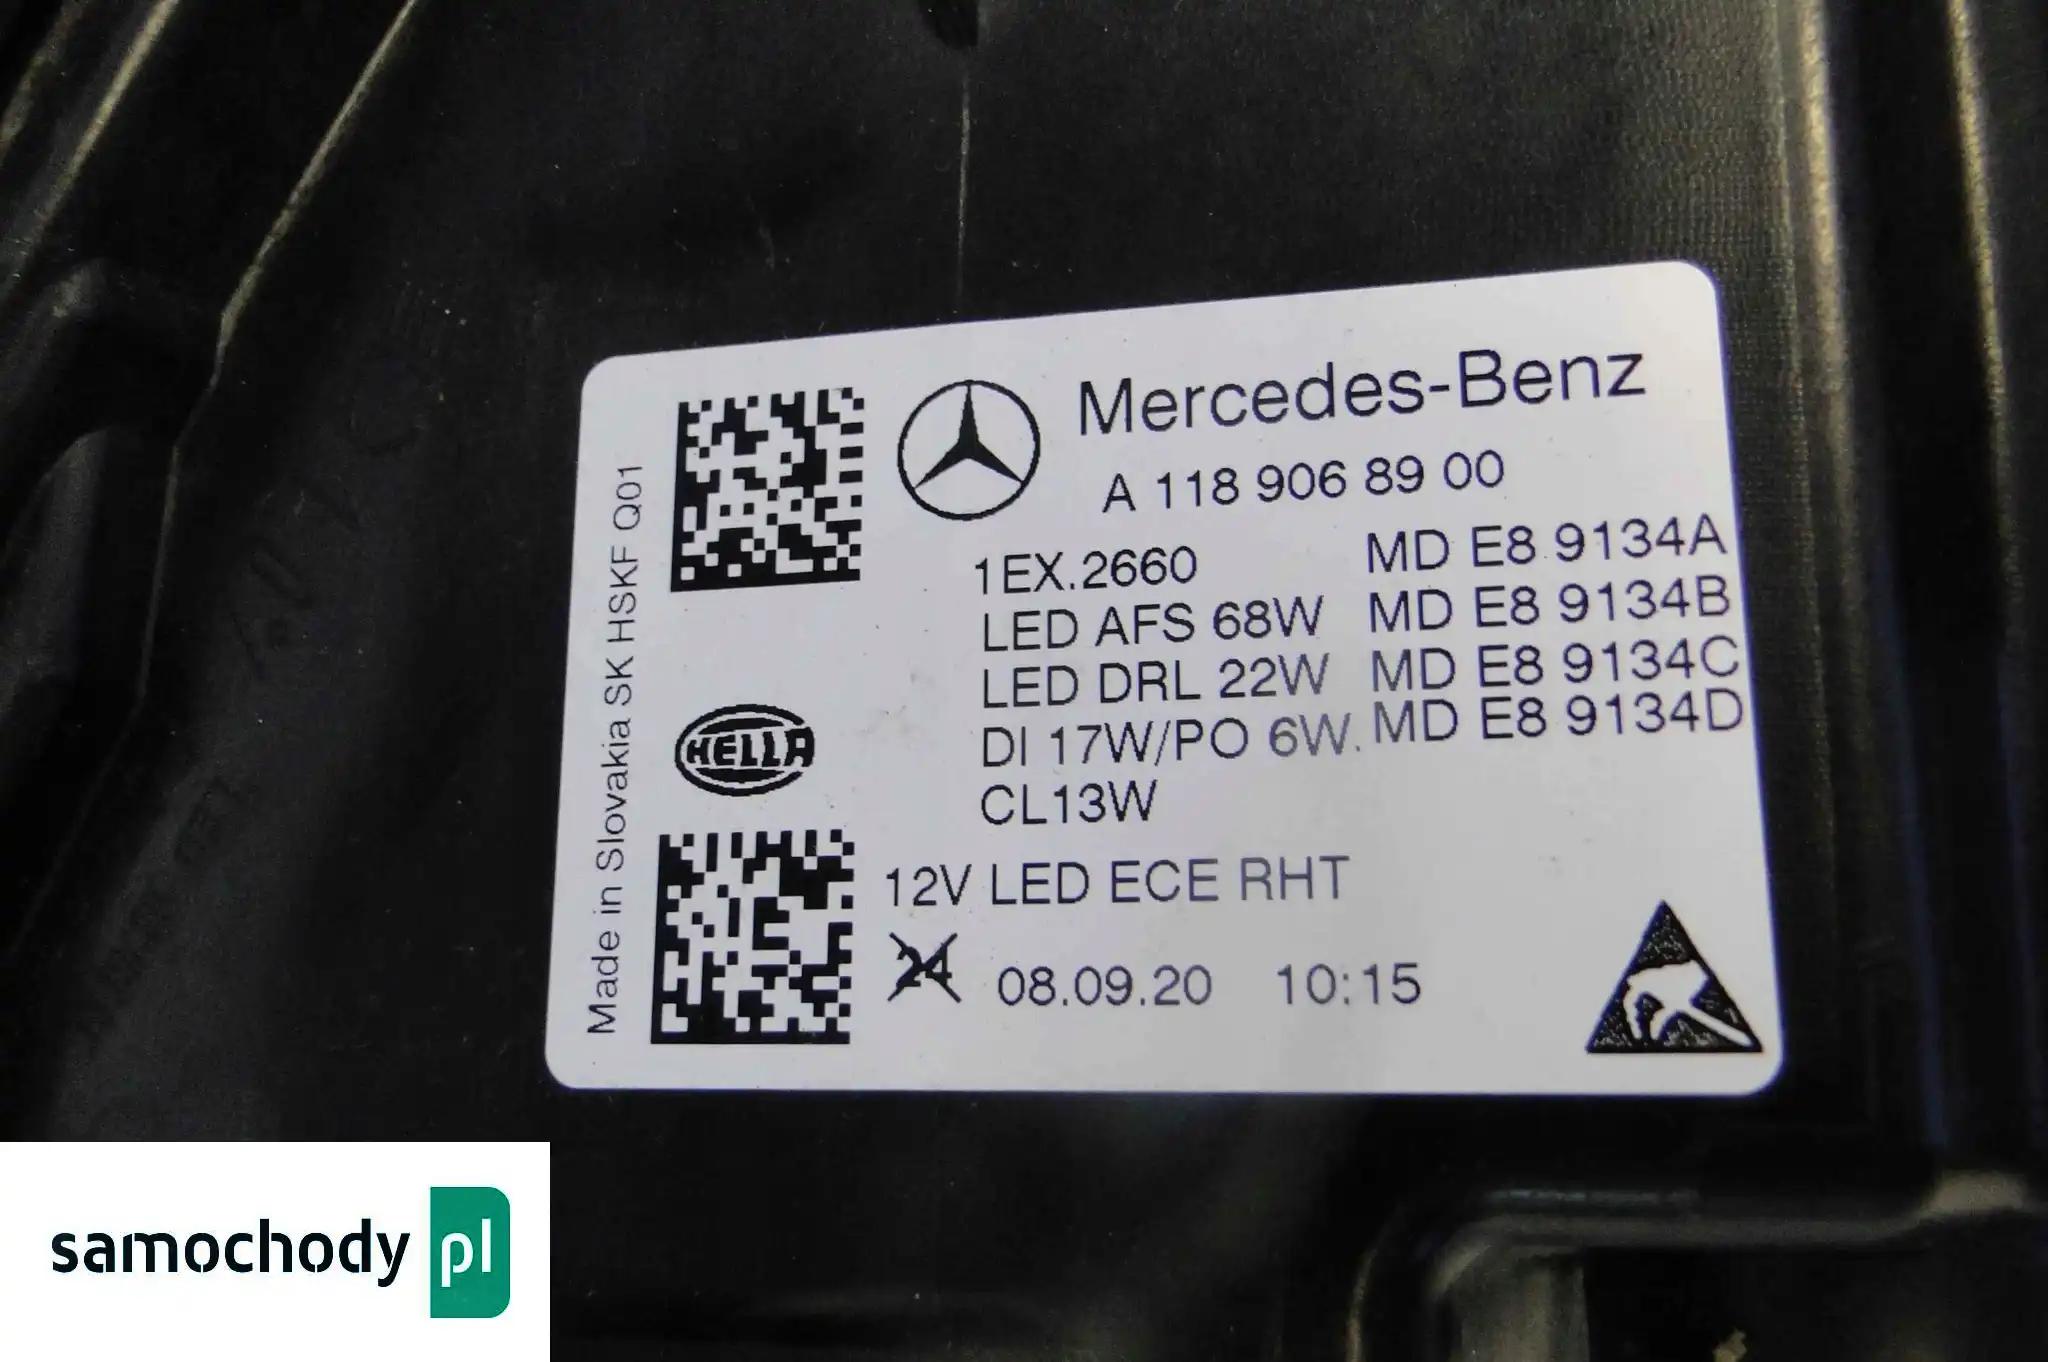 Mercedes-Benz
A 118 906 89 00
1EX.2660 MD E8 9134A
LED AFS 68W MD E8 9134B
LED DRL 22W MD E8 9134C
DI 17W/PO 6W. MD E8 9134D
CL13W
12V LED ECE RHT
24 08.09.20 10:15
HELLA
Made in Slovakia SK HSKF Q01
samochody pl